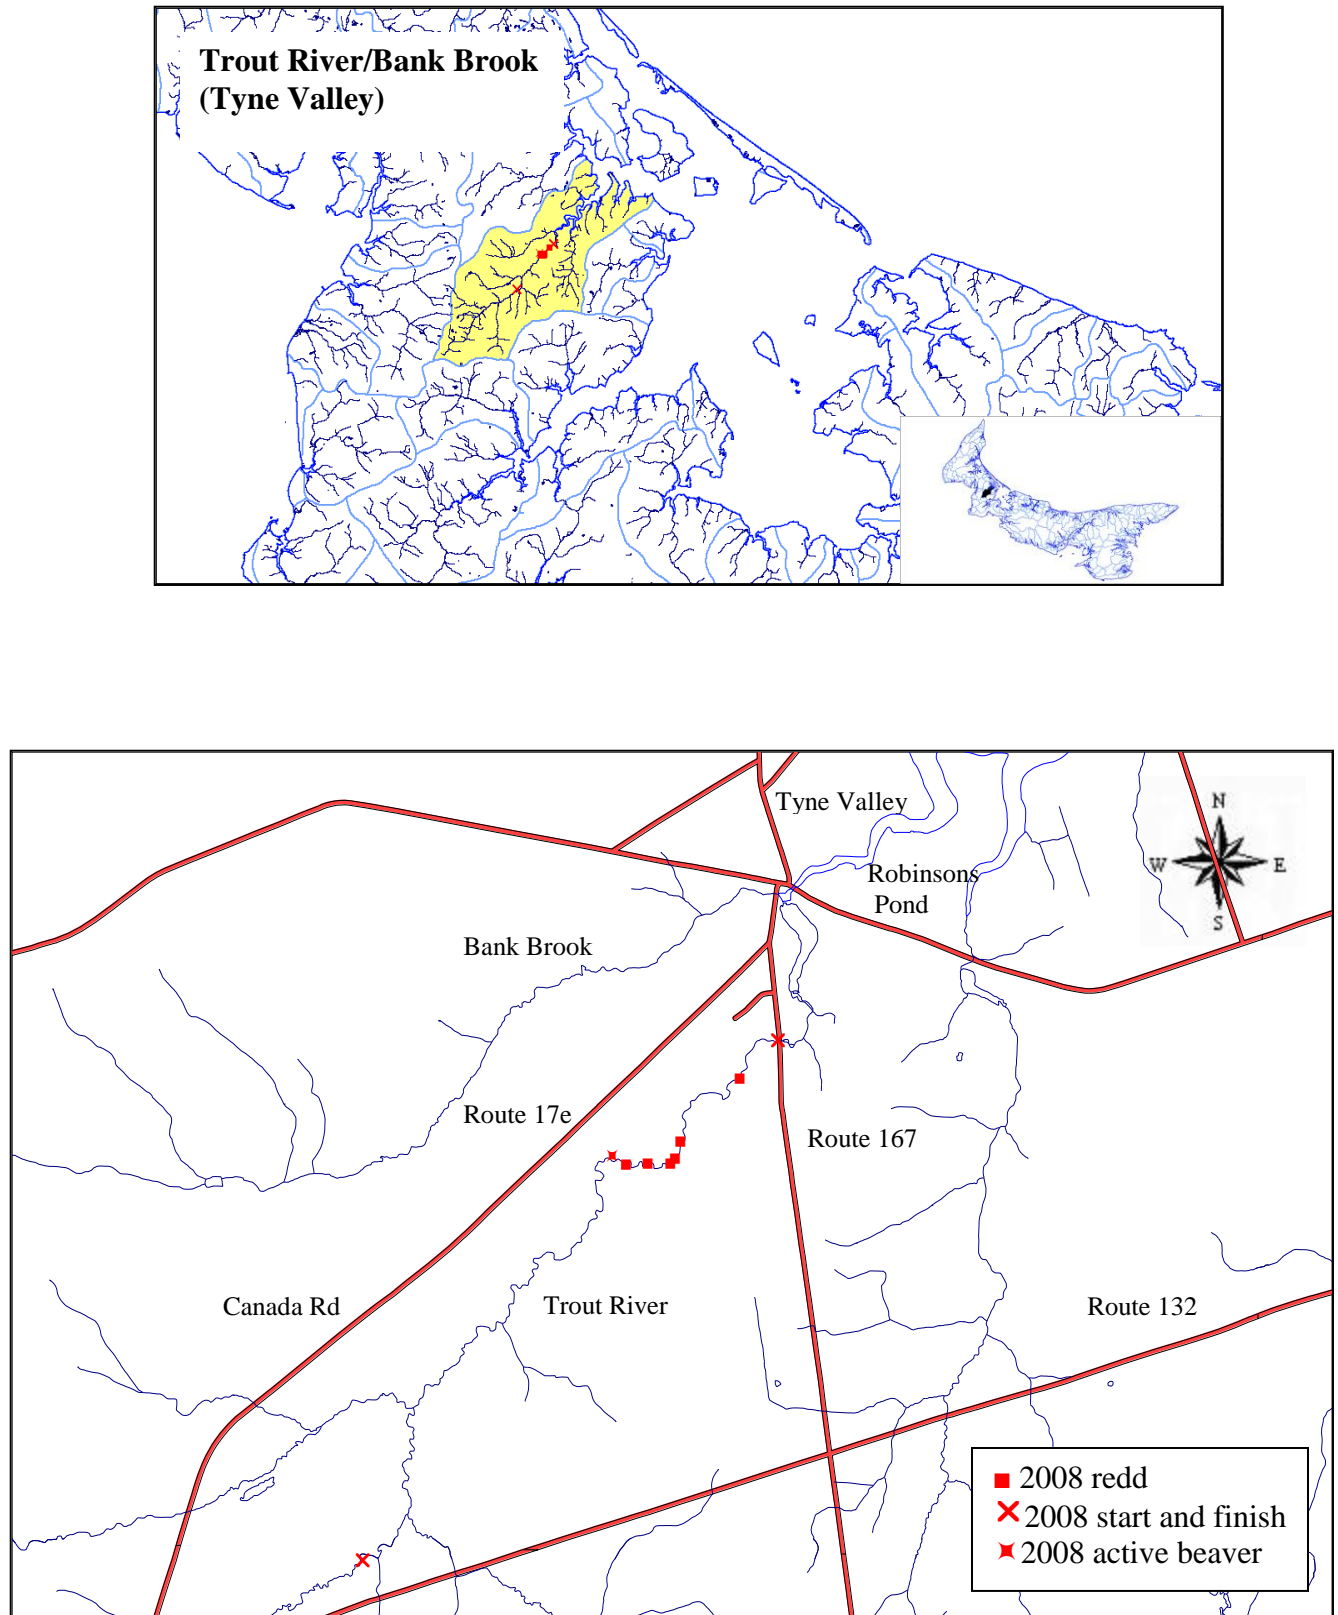 Trout River/Bank Brook
(Tyne Valley)
Tyne Valley
N
W
E
S
Robinsons
Pond
Bank Brook
Route 17e
Route 167
Canada Rd
Trout River
Route 132
2008 redd
2008 start and finish
2008 active beaver